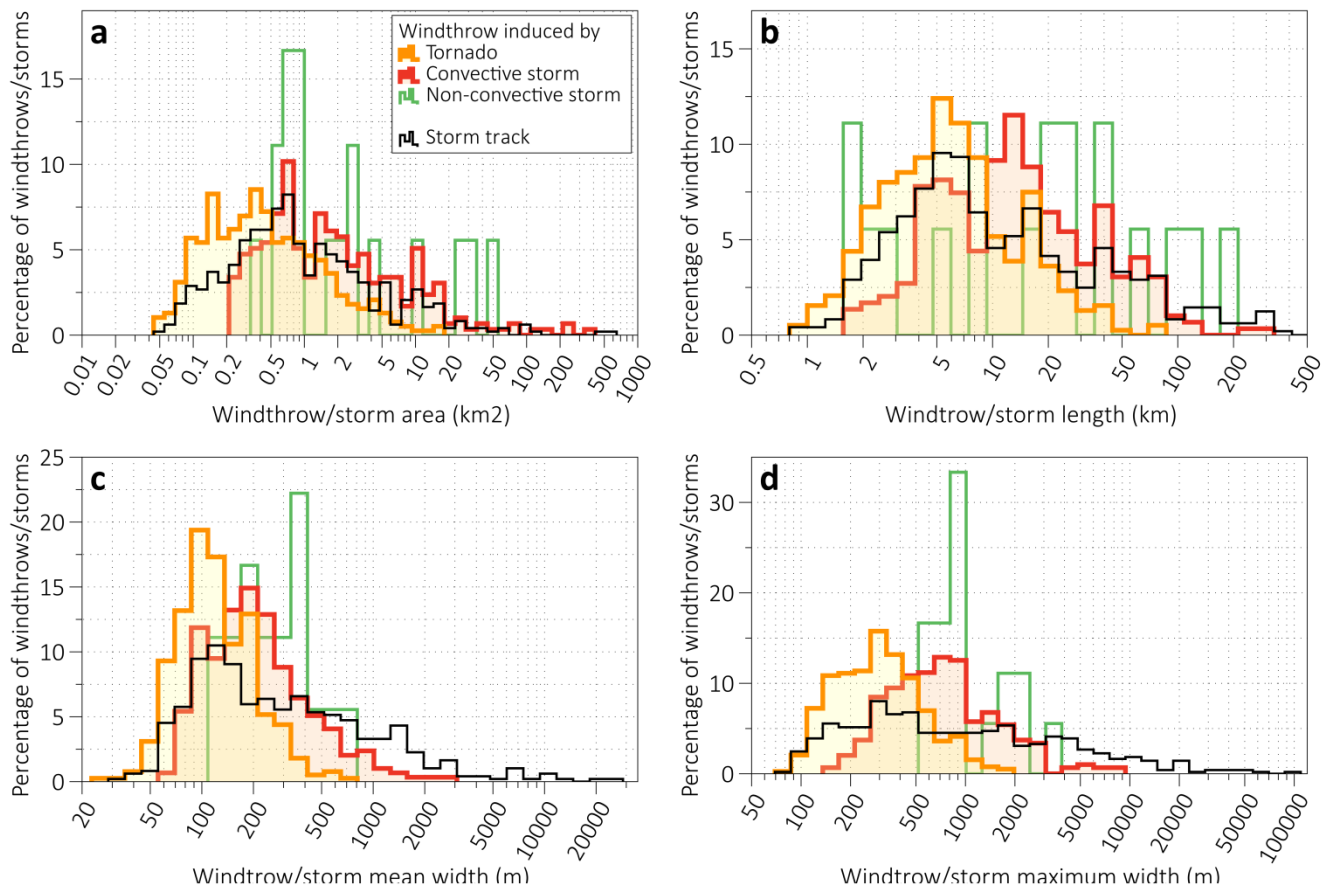 a
Windthrow induced by
Tornado
Convective storm
Non-convective storm
Storm track
Percentage of windthrows/storms
15
10
5
0
0.01 0.02 0.05 0.1 0.2 0.5 1 2 5 10 20 50 100 200 500 1000
Windthrow/storm area (km2)
b
Percentage of windthrows/storms
15
10
5
0
0.5 1 2 5 10 20 50 100 200 500
Windtrow/storm length (km)
c
Percentage of windthrows/storms
25
20
15
10
5
0
20 50 100 200 500 1000 2000 5000 10000 20000
Windtrow/storm mean width (m)
d
Percentage of windthrows/storms
30
20
10
0
50 100 200 500 1000 2000 5000 10000 20000 50000 100000
Windtrow/storm maximum width (m)